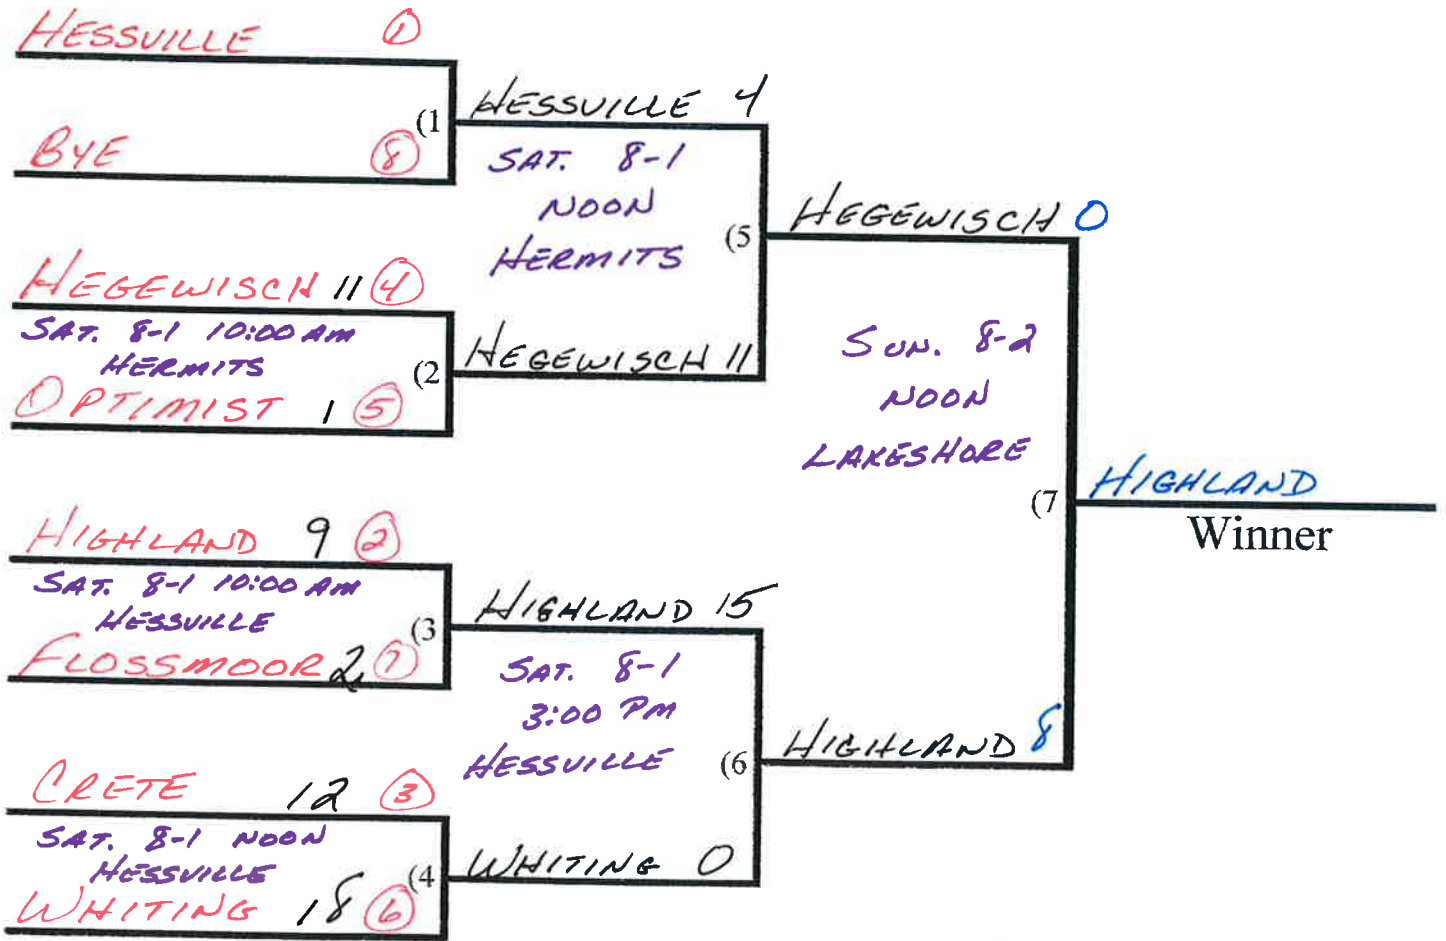 HESSVILLE 1
BYE 8
(1
HEGEWISCH 11 4
SAT. 8-1 10:00 AM
HERMITS
OPTIMIST 1 5
(2
HIGHLAND 9 2
SAT. 8-1 10:00 AM
HESSVILLE
FLOSSMOOR 2 7
(3
CRETE 12 3
SAT. 8-1 NOON
HESSVILLE
WHITING 18 6
(4
HESSVILLE 4
SAT. 8-1
NOON
HERMITS
(5
HEGEWISCH 11
HIGHLAND 15
SAT. 8-1
3:00 PM
HESSVILLE
(6
WHITING 0
HEGEWISCH 0
SUN. 8-2
NOON
LAKESHORE
(7
HIGHLAND 8
HIGHLAND
Winner